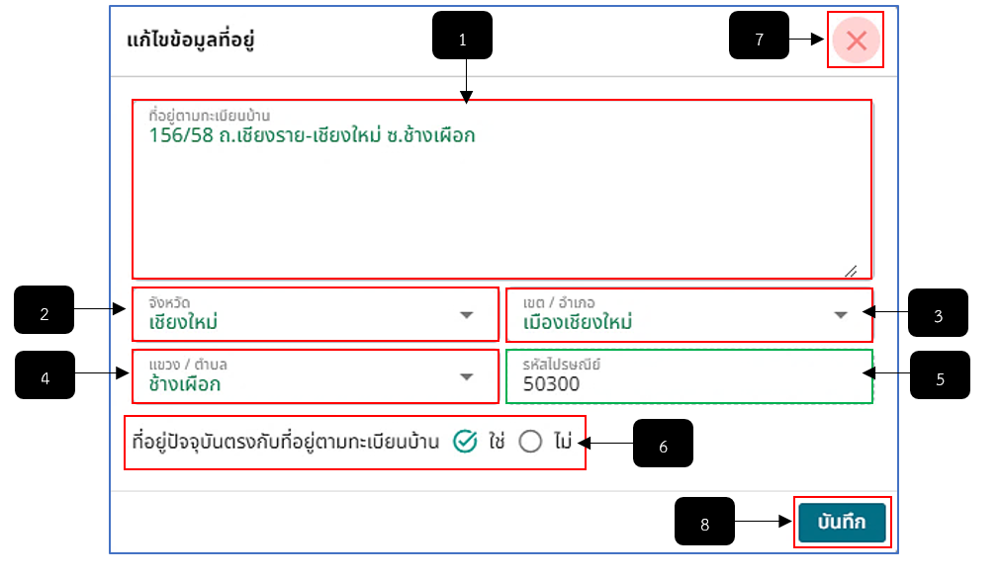 แก้ไขข้อมูลที่อยู่
1
7
ที่อยู่ตามทะเบียนบ้าน
156/58 ถ.เชียงราย-เชียงใหม่ ซ.ช้างเผือก
2
จังหวัด
เชียงใหม่
เขต / อำเภอ
เมืองเชียงใหม่
3
4
แขวง / ตำบล
ช้างเผือก
รหัสไปรษณีย์
50300
5
ที่อยู่ปัจจุบันตรงกับที่อยู่ตามทะเบียนบ้าน ใช่ ไม่
6
8
บันทึก